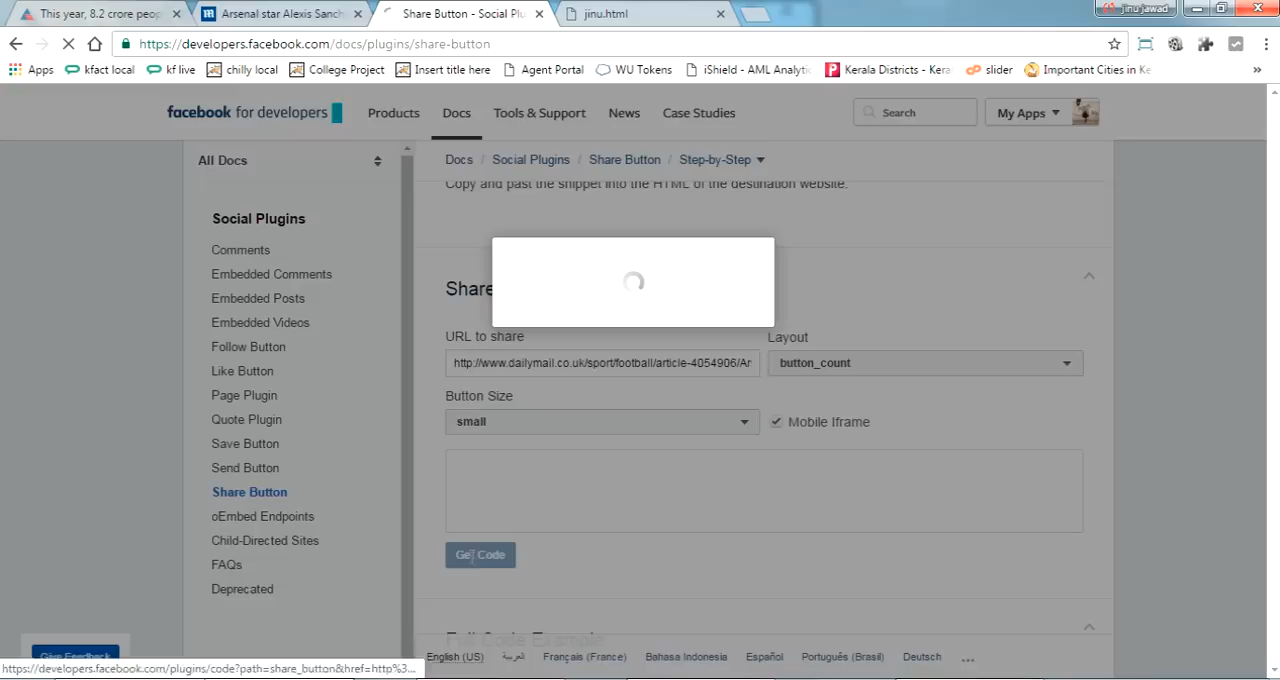 This year, 8.2 crore peop
Arsenal star Alexis Sanch
Share Button - Social Plu
jinu.html
jinu jawad
https://developers.facebook.com/docs/plugins/share-button
Apps
kfact local
kf live
chilly local
College Project
Insert title here
Agent Portal
WU Tokens
iShield - AML Analytic
Kerala Districts - Kera
slider
Important Cities in Ke
»
facebook for developers
Products
Docs
Tools & Support
News
Case Studies
Search
My Apps
All Docs
Docs / Social Plugins / Share Button / Step-by-Step
Copy and past the snippet into the HTML of the destination website.
Social Plugins
Comments
Embedded Comments
Embedded Posts
Embedded Videos
Follow Button
Like Button
Page Plugin
Quote Plugin
Save Button
Send Button
Share Button
oEmbed Endpoints
Child-Directed Sites
FAQs
Deprecated
Share
URL to share
Layout
http://www.dailymail.co.uk/sport/football/article-4054906/Ar
button_count
Button Size
small
Mobile Iframe
Get Code
Full Code Example
Give Feedback
https://developers.facebook.com/plugins/code?path=share_button&href=http%3...
English (US)
العربية
Français (France)
Bahasa Indonesia
Español
Português (Brasil)
Deutsch
...